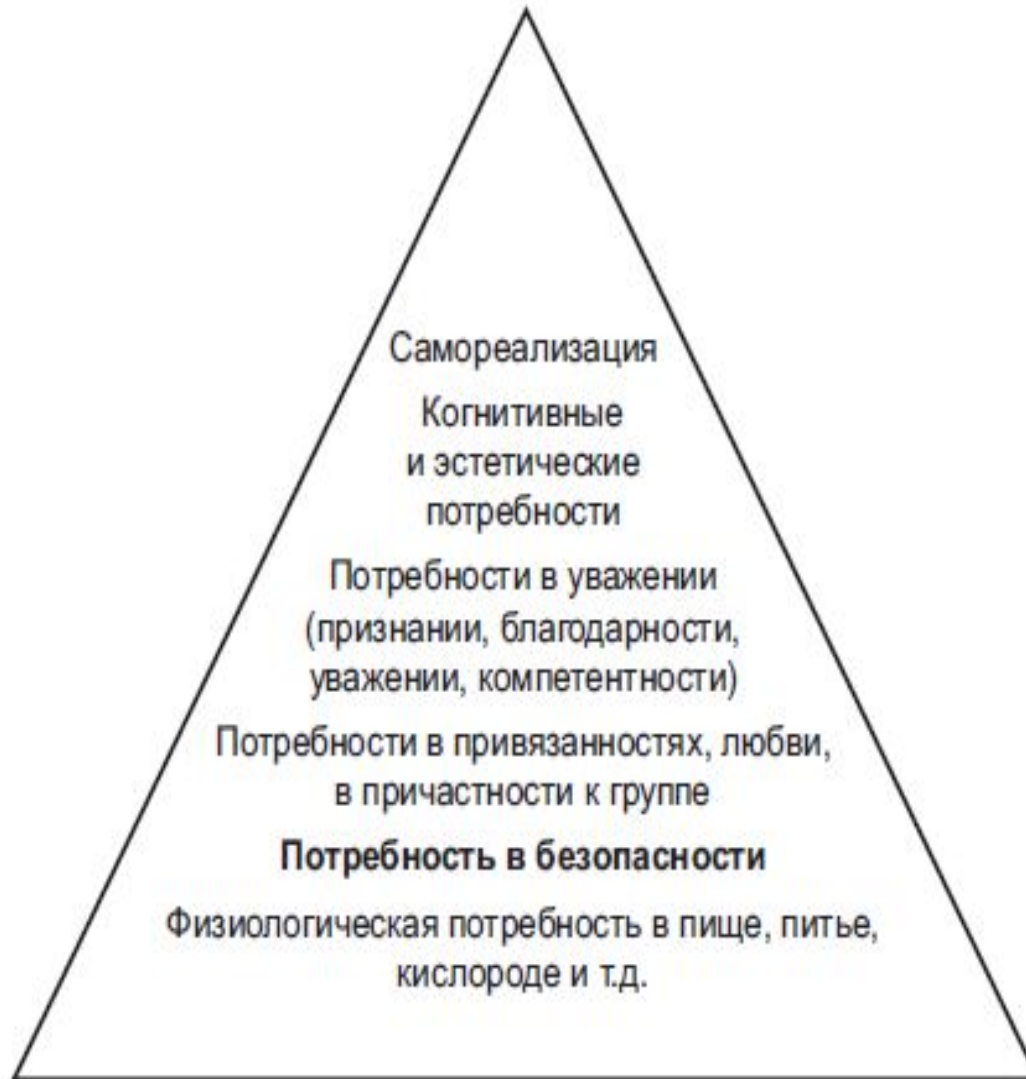 Самореализация
Когнитивные
и эстетические
потребности
Потребности в уважении
(признании, благодарности,
уважении, компетентности)
Потребности в привязанностях, любви,
в причастности к группе
Потребность в безопасности
Физиологическая потребность в пище, питье,
кислороде и т.д.